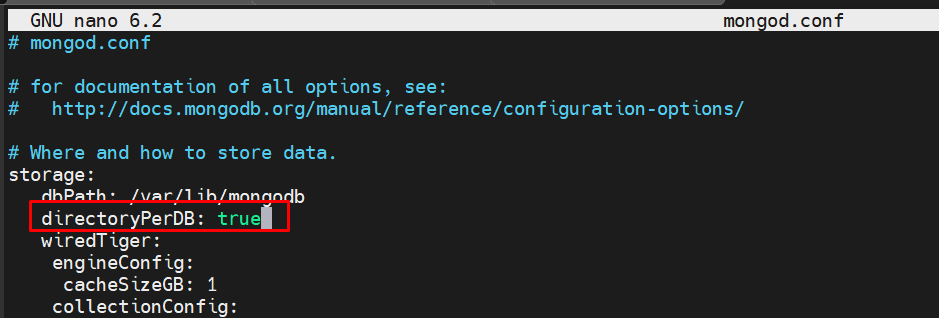 GNU nano 6.2 mongod.conf
# mongod.conf
# for documentation of all options, see:
#   http://docs.mongodb.org/manual/reference/configuration-options/
# Where and how to store data.
storage:
   dbPath: /var/lib/mongodb
   directoryPerDB: true
   wiredTiger:
    engineConfig:
     cacheSizeGB: 1
    collectionConfig: